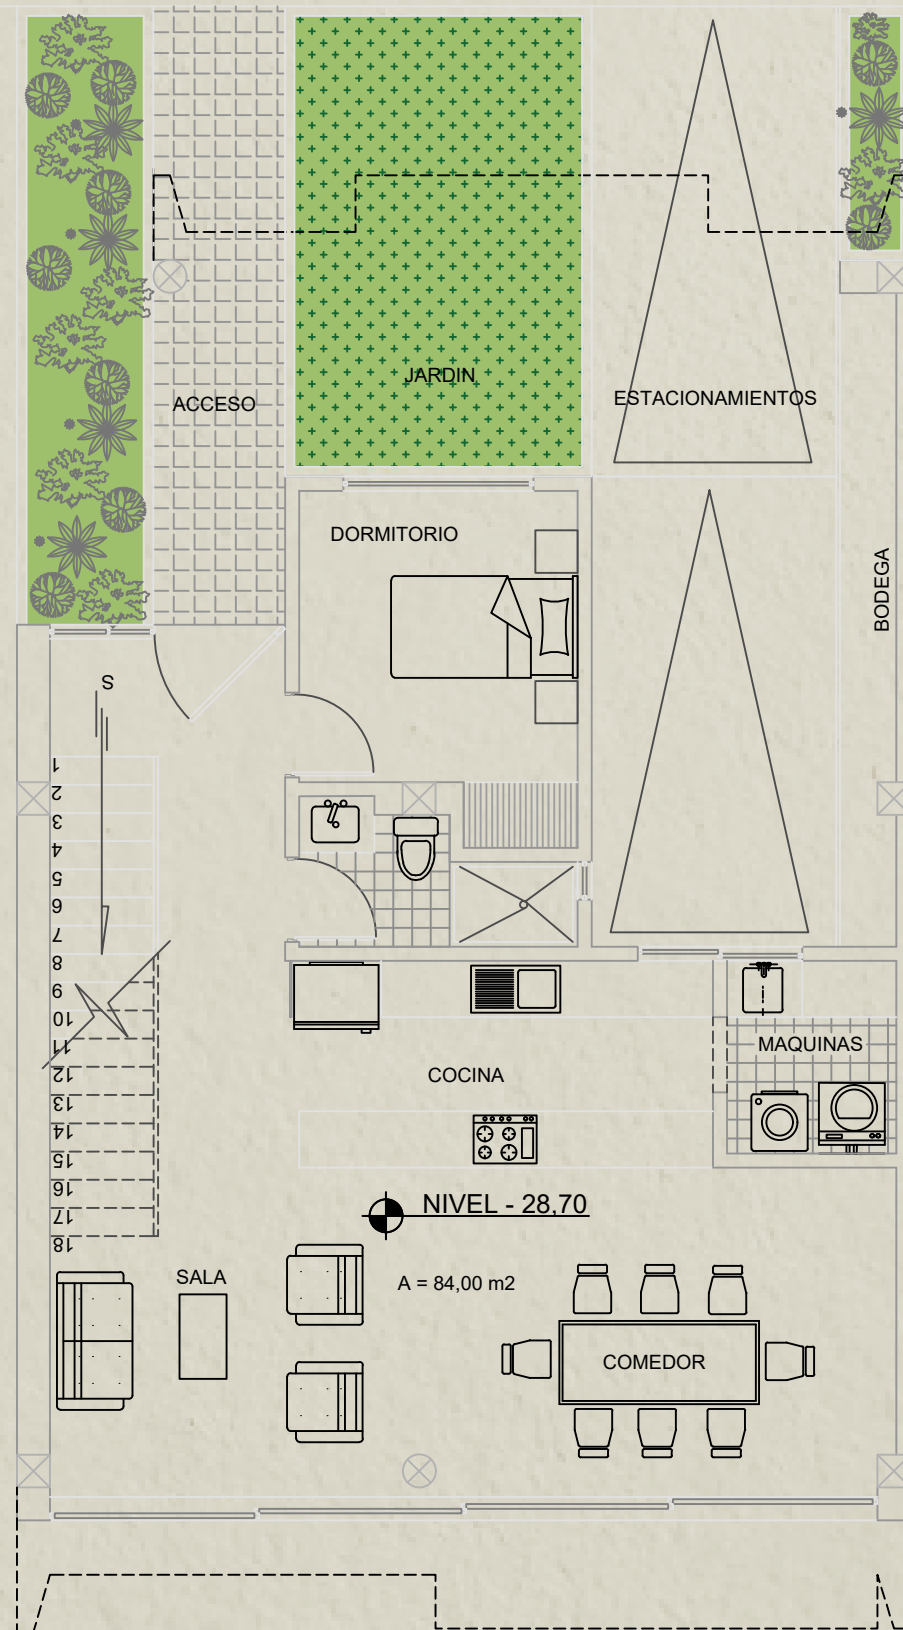 JARDIN
ESTACIONAMIENTOS
ACCESO
DORMITORIO
BODEGA
S
1
2
3
4
5
6
7
8
9
10
11
12
13
14
15
16
17
18
MAQUINAS
COCINA
NIVEL - 28,70
SALA
A = 84,00 m2
COMEDOR